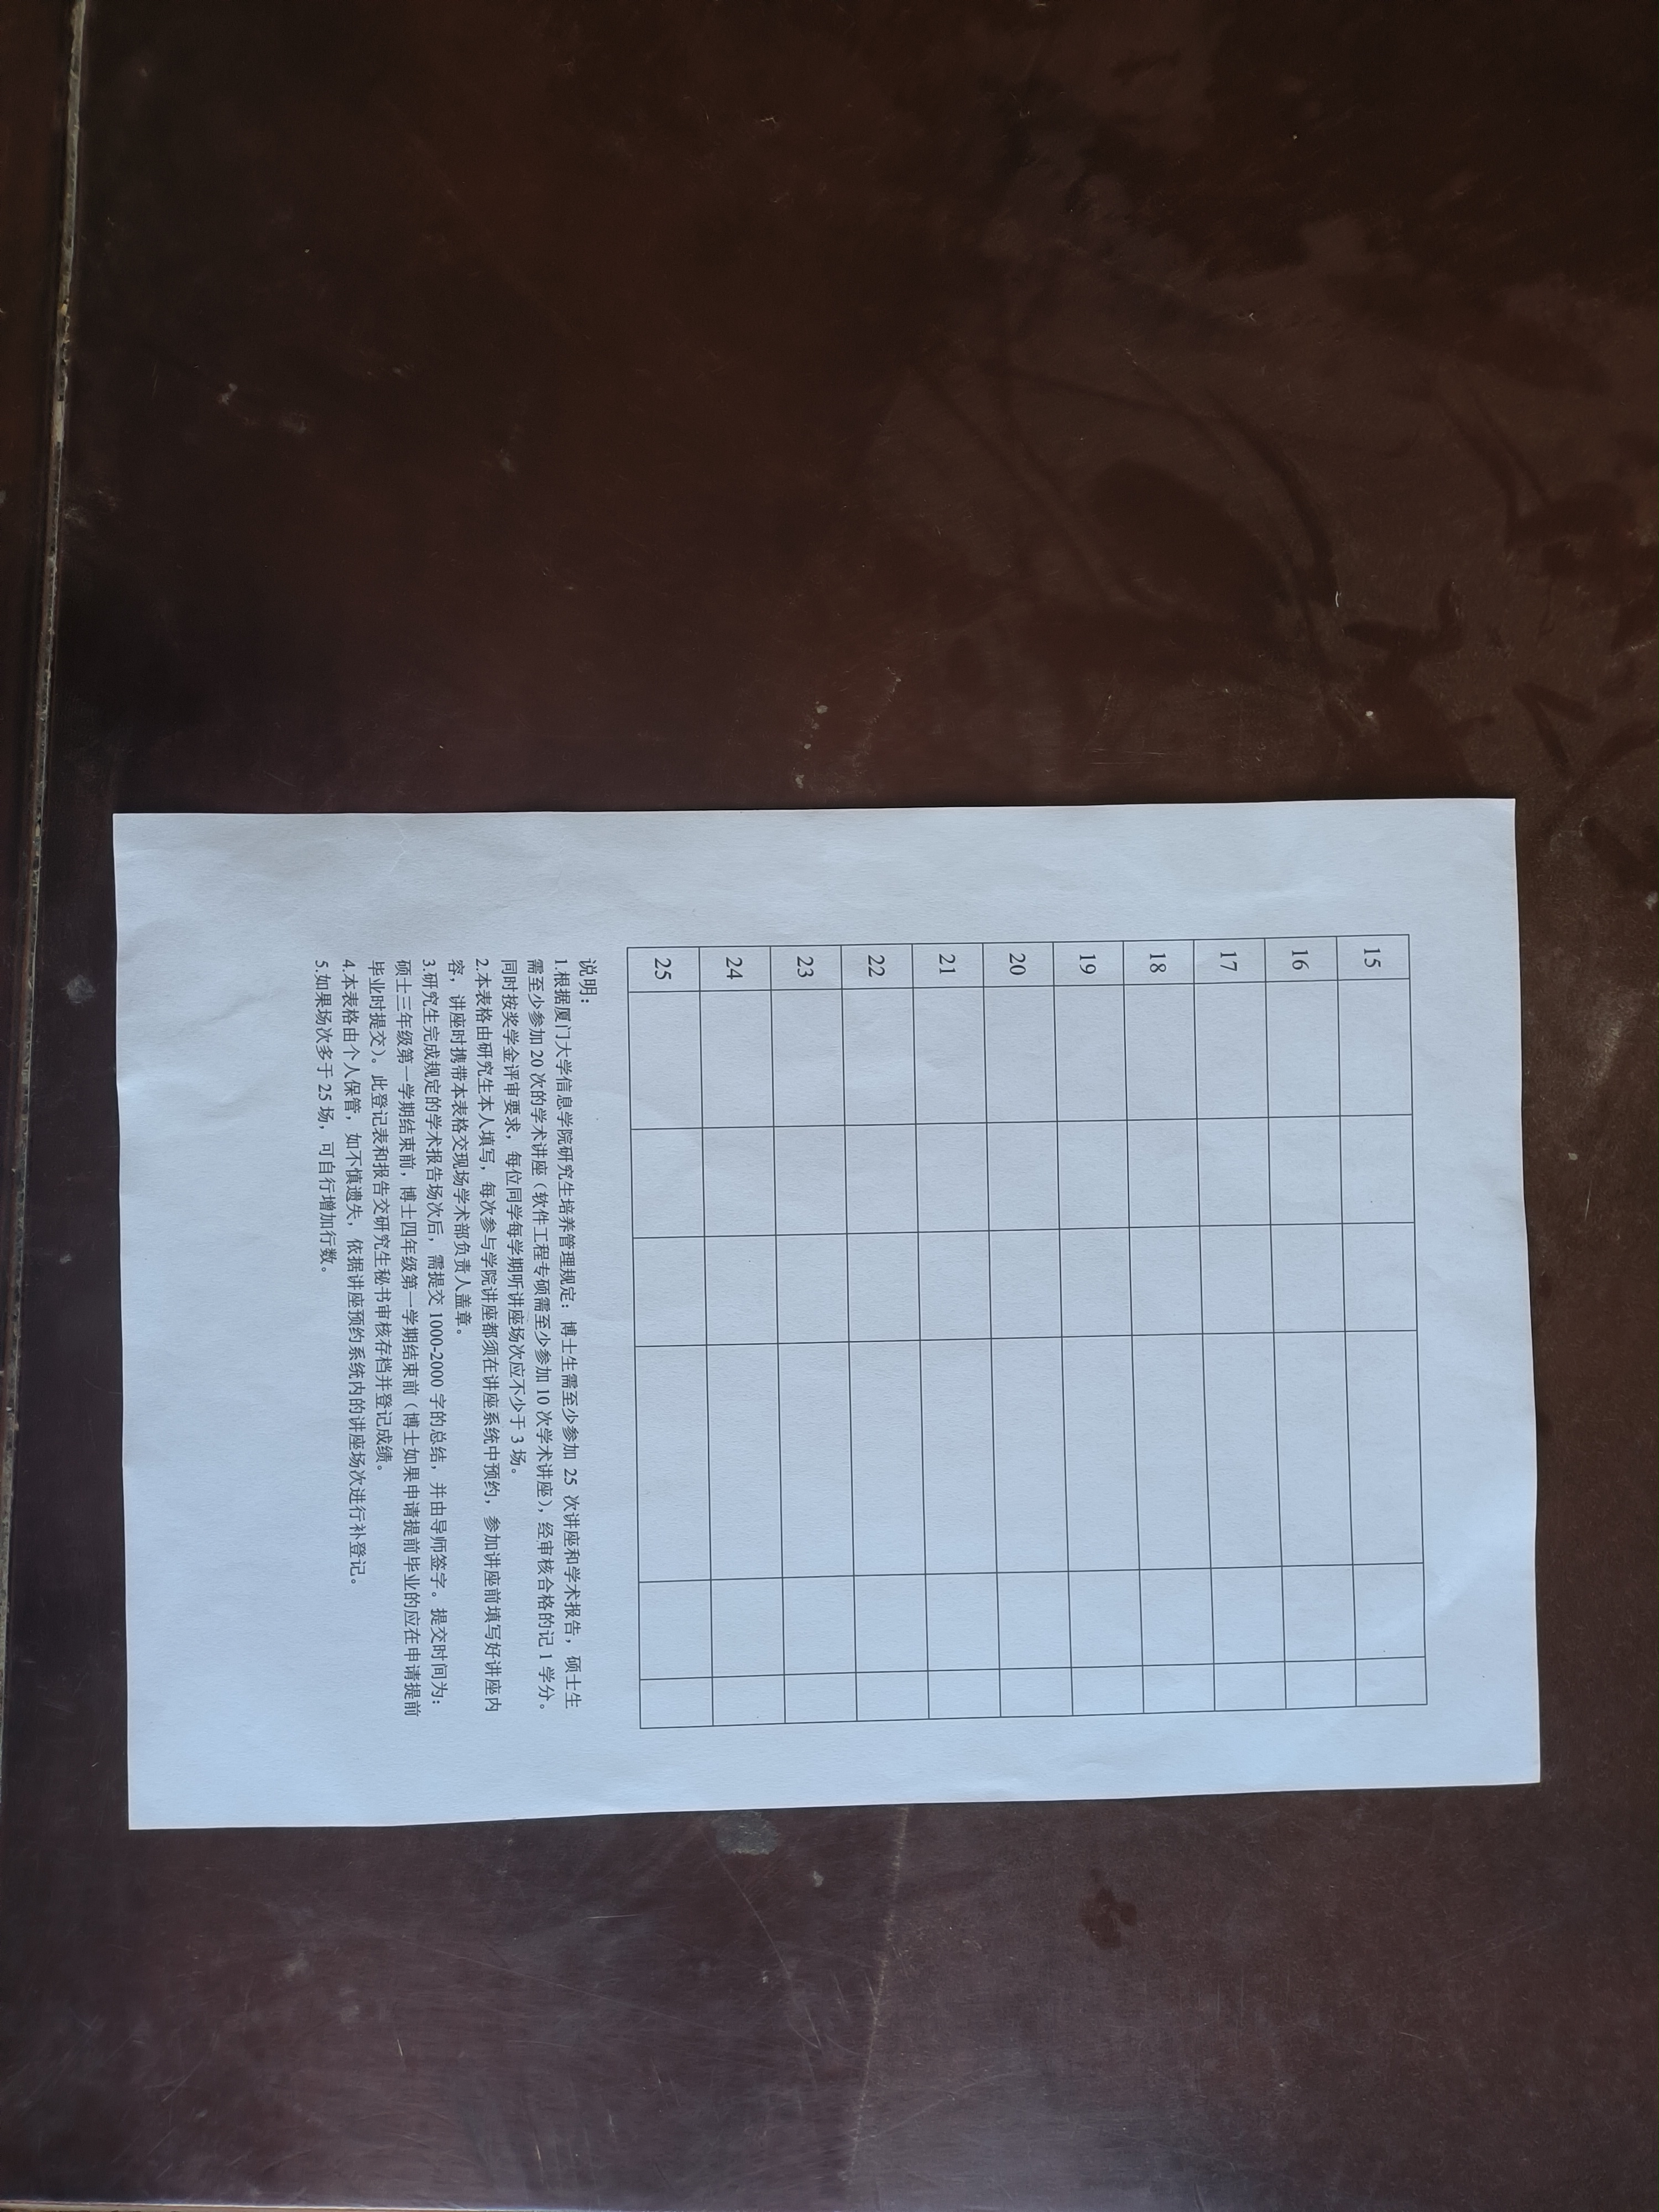 15
16
17
18
19
20
21
22
23
24
25
说明：
1.根据厦门大学信息学院研究生培养管理规定：博士生需至少参加 25 次讲座和学术报告，硕士生
需至少参加 20 次的学术讲座（软件工程专硕需至少参加 10 次学术讲座），经审核合格的记 1 学分。
同时按奖学金评审要求，每位同学每学期听讲座场次应不少于 3 场。
2.本表格由研究生本人填写，每次参与学院讲座都须在讲座系统中预约，参加讲座前填写好讲座内
容，讲座时携带本表格交现场学术部负责人盖章。
3.研究生完成规定的学术报告场次后，需提交 1000-2000 字的总结，并由导师签字。提交时间为：
硕士三年级第一学期结束前，博士四年级第一学期结束前（博士如果申请提前毕业的应在申请提前
毕业时提交）。此登记表和报告交研究生秘书审核存档并登记成绩。
4.本表格由个人保管，如不慎遗失，依据讲座预约系统内的讲座场次进行补登记。
5.如果场次多于 25 场，可自行增加行数。